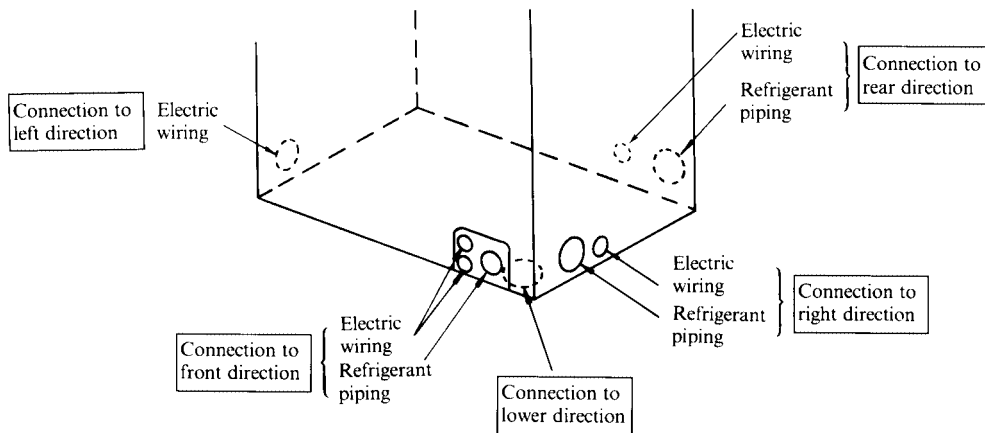 Electric
wiring
Refrigerant
piping
Connection to
rear direction
Connection to
left direction
Electric
wiring
Electric
wiring
Refrigerant
piping
Connection to
right direction
Connection to
front direction
Electric
wiring
Refrigerant
piping
Connection to
lower direction